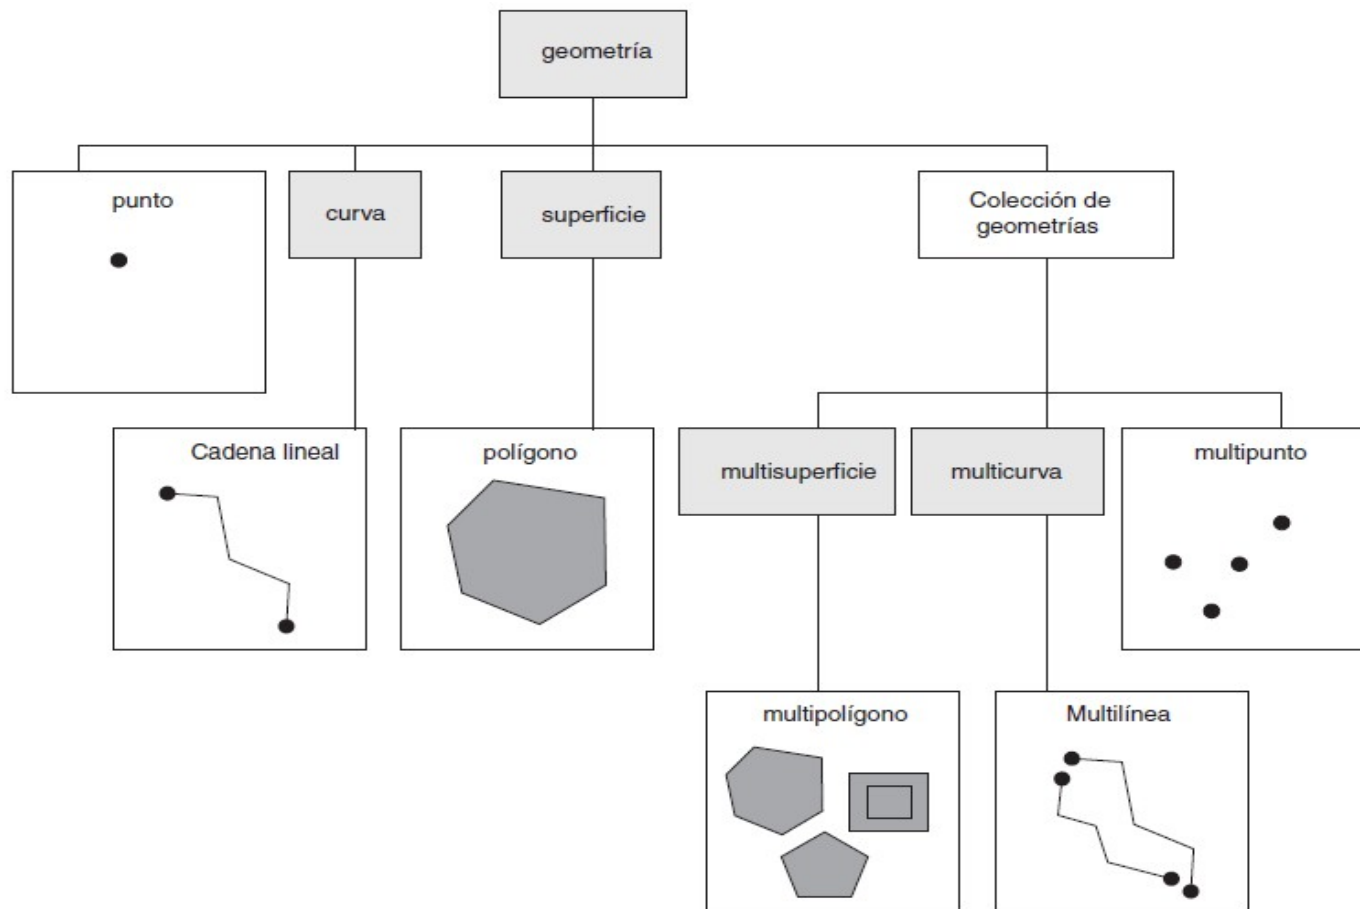 geometría
punto
curva
superficie
Colección de
geometrías
Cadena lineal
polígono
multisuperficie
multicurva
multipunto
multipolígono
Multilínea